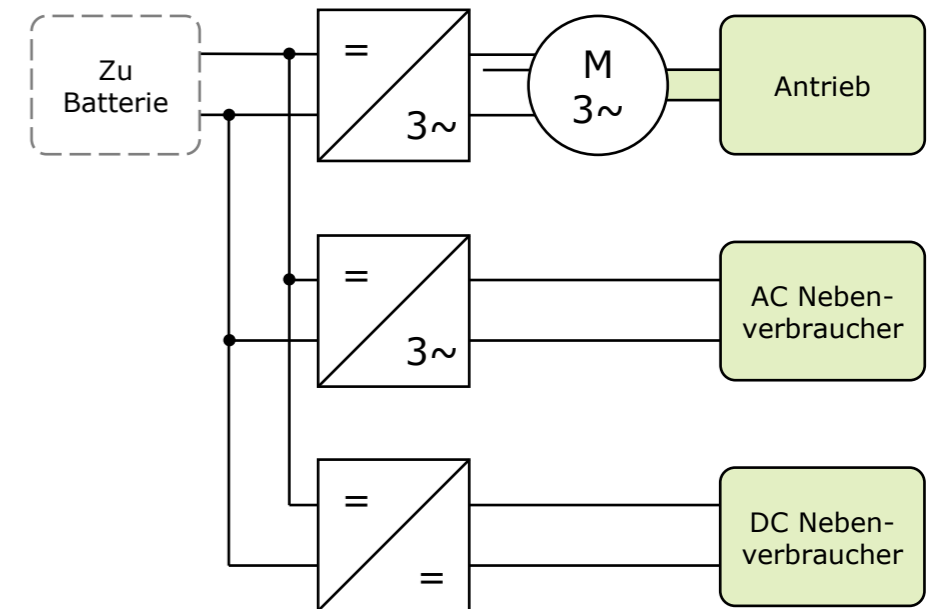 Zu
Batterie
=
3~
M
3~
Antrieb
=
3~
AC Neben-
verbraucher
=
=
DC Neben-
verbraucher